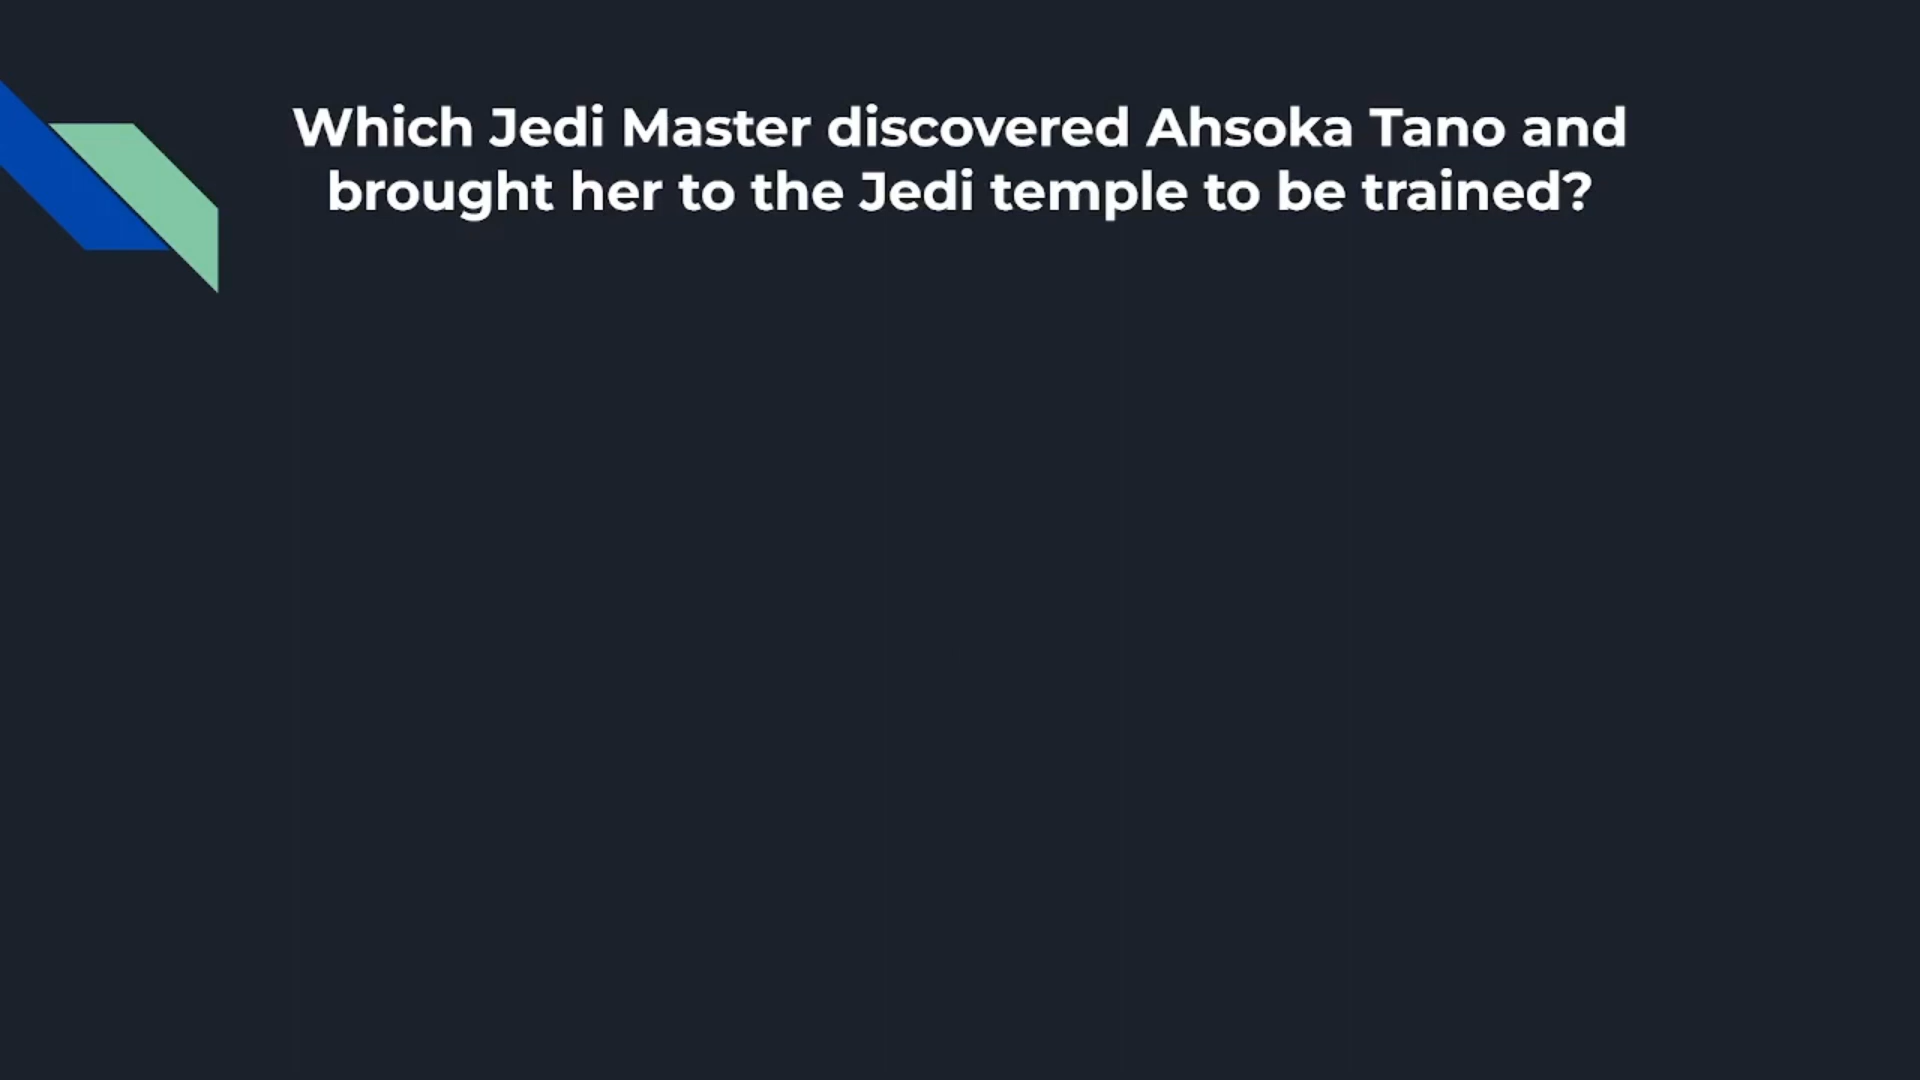 Which Jedi Master discovered Ahsoka Tano and
brought her to the Jedi temple to be trained?